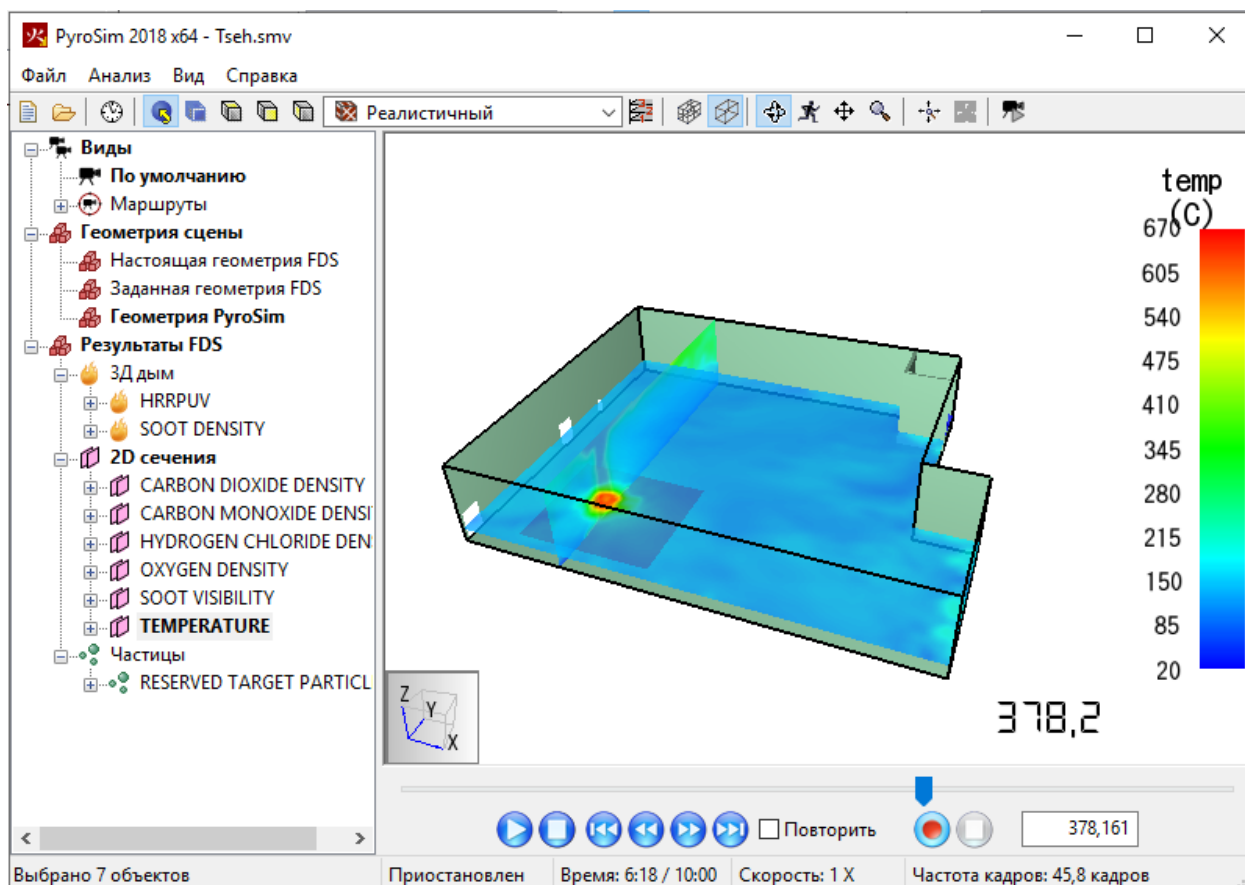 PyroSim 2018 x64 - Tseh.smv
Файл Анализ Вид Справка
Реалистичный
Виды
По умолчанию
Маршруты
Геометрия сцены
Настоящая геометрия FDS
Заданная геометрия FDS
Геометрия PyroSim
Результаты FDS
3Д дым
HRRPUV
SOOT DENSITY
2D сечения
CARBON DIOXIDE DENSITY
CARBON MONOXIDE DENSI
HYDROGEN CHLORIDE DEN
OXYGEN DENSITY
SOOT VISIBILITY
TEMPERATURE
Частицы
RESERVED TARGET PARTICL
temp
(C)
670
605
540
475
410
345
280
215
150
85
20
Z
Y
X
378,2
Повторить
378,161
Выбрано 7 объектов
Приостановлен
Время: 6:18 / 10:00
Скорость: 1 X
Частота кадров: 45,8 кадров